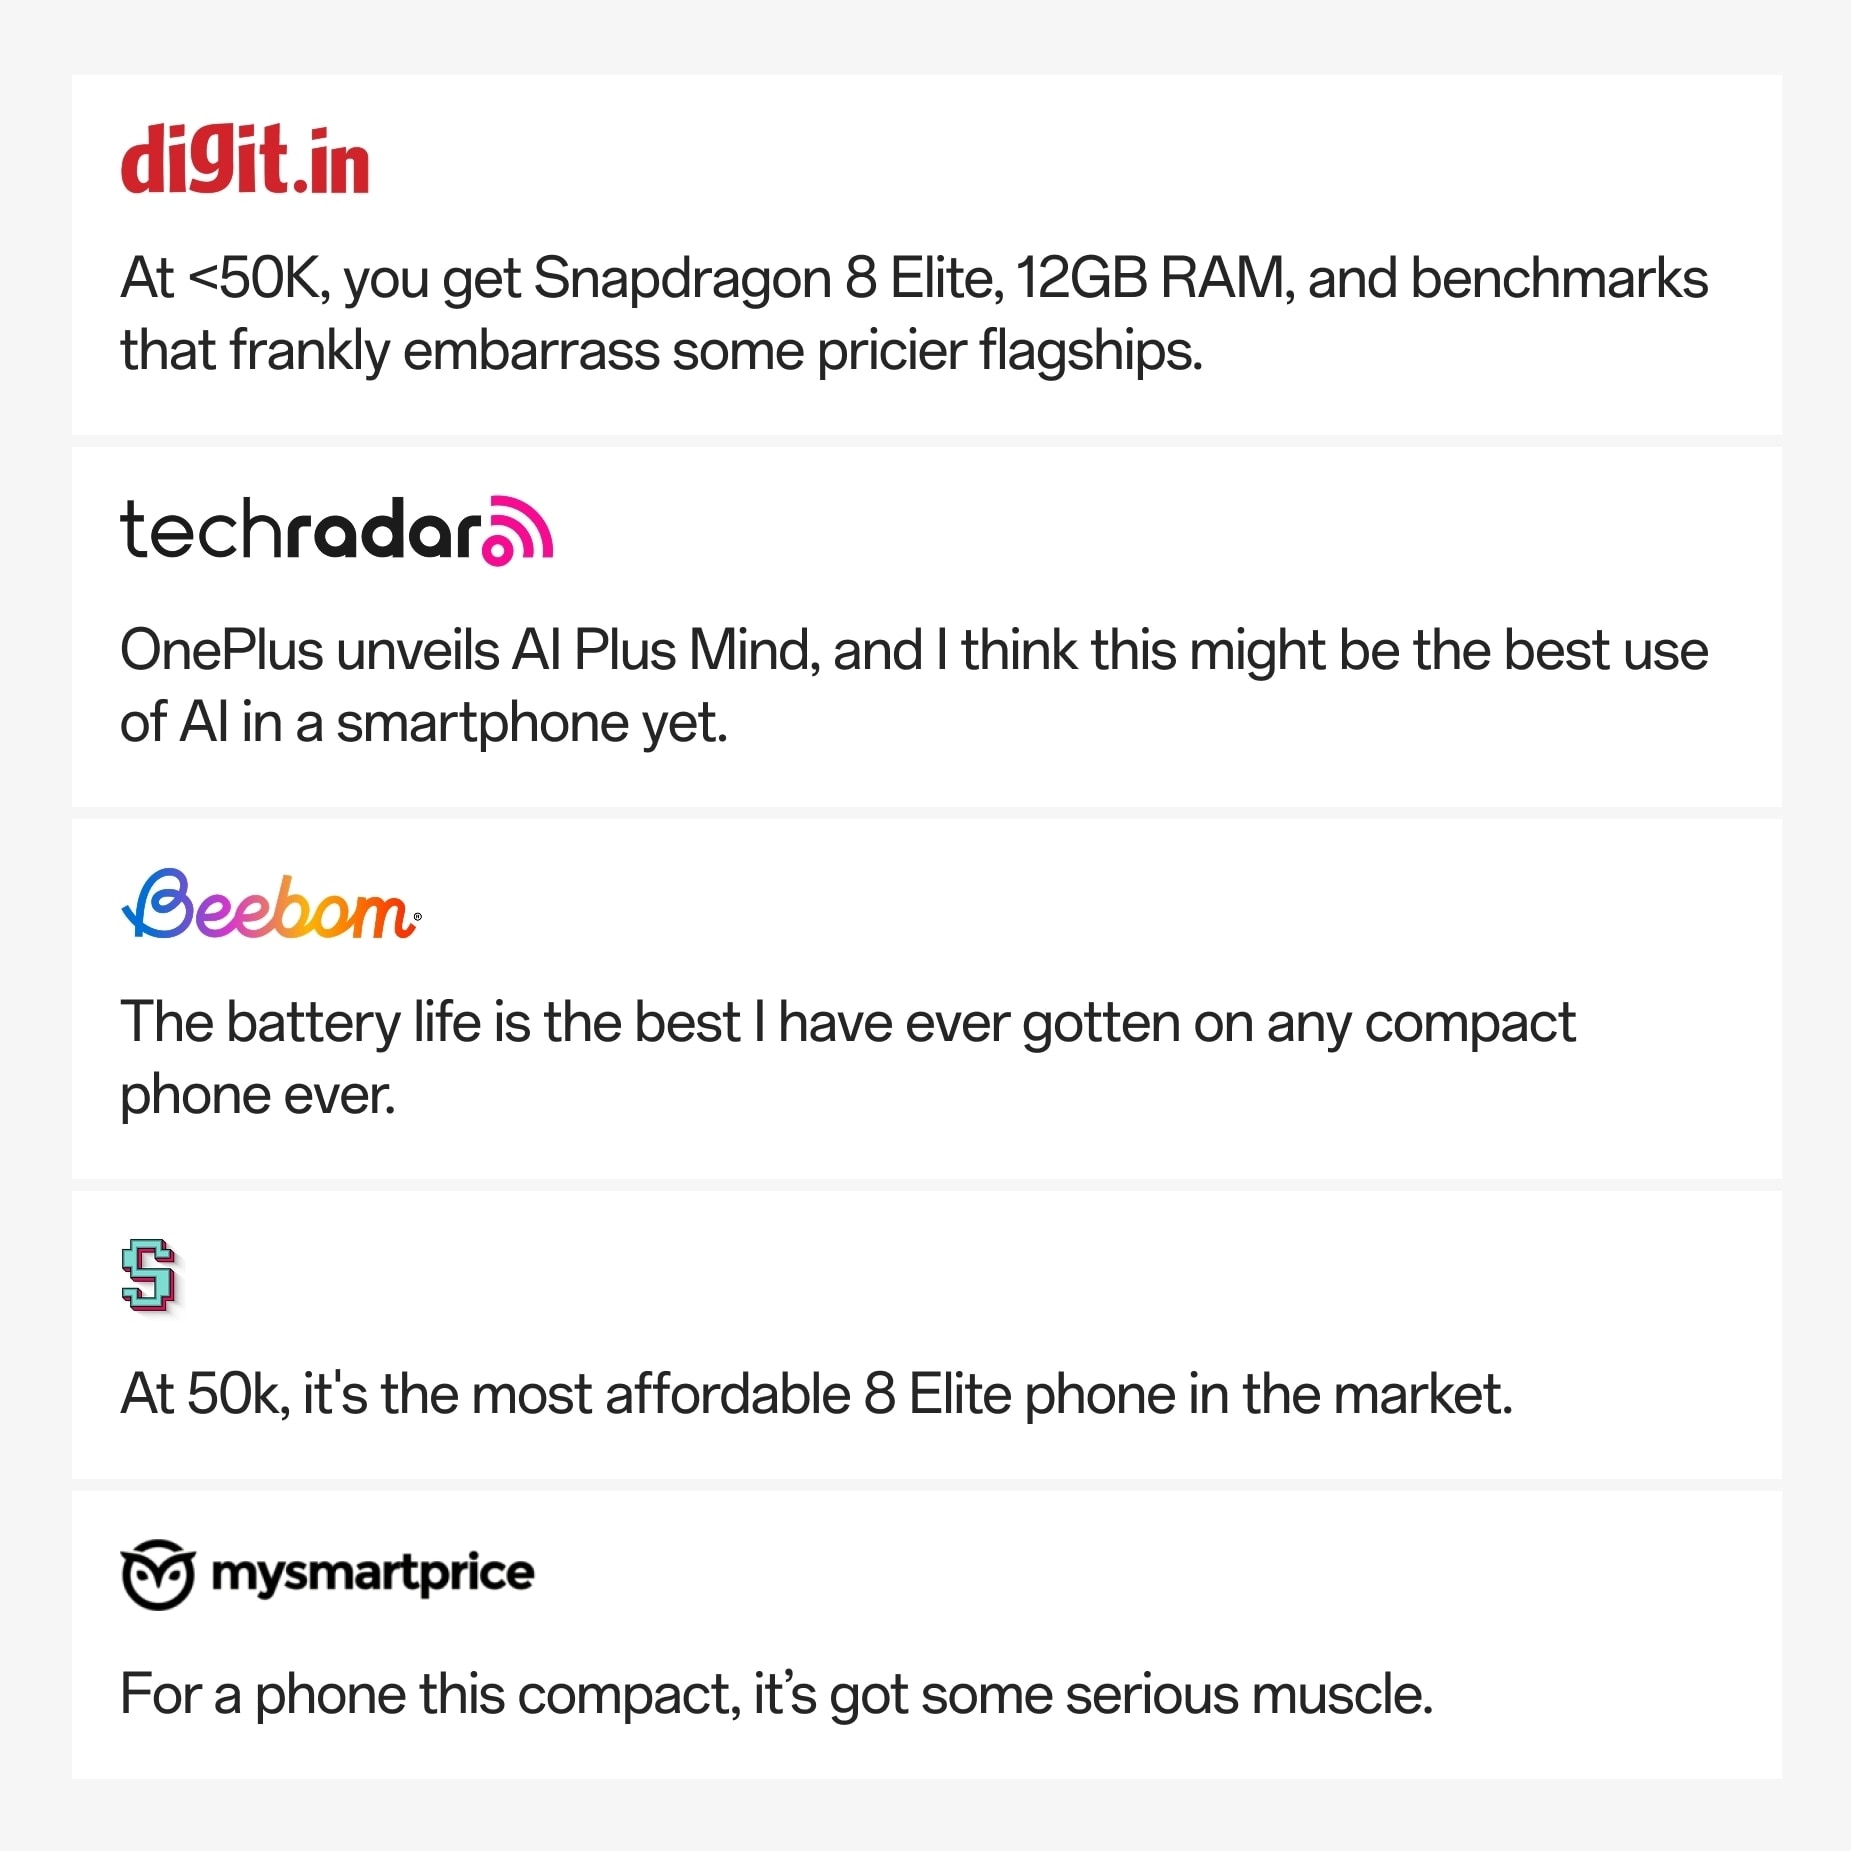 digit.in
At <50K, you get Snapdragon 8 Elite, 12GB RAM, and benchmarks
that frankly embarrass some pricier flagships.
techradar
OnePlus unveils AI Plus Mind, and I think this might be the best use
of AI in a smartphone yet.
Beebom®
The battery life is the best I have ever gotten on any compact
phone ever.
S
At 50k, it's the most affordable 8 Elite phone in the market.
mysmartprice
For a phone this compact, it’s got some serious muscle.